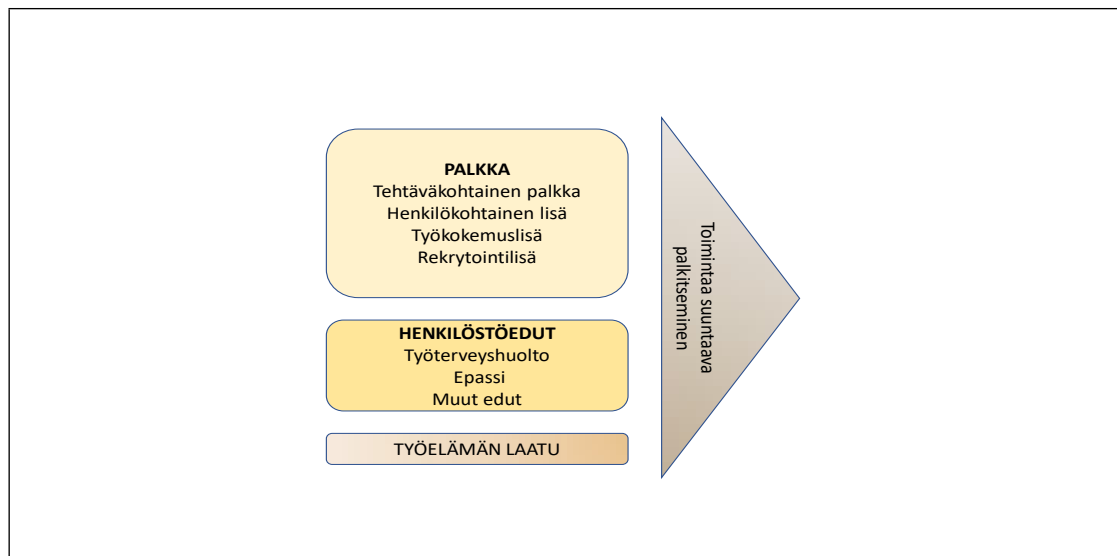 PALKKA
Tehtäväkohtainen palkka
Henkilökohtainen lisä
Työkokemuslisä
Rekrytointilisä
HENKILÖSTÖEDUT
Työterveyshuolto
Epassi
Muut edut
TYÖELÄMÄN LAATU
Toimintaa suuntaava
palkitseminen